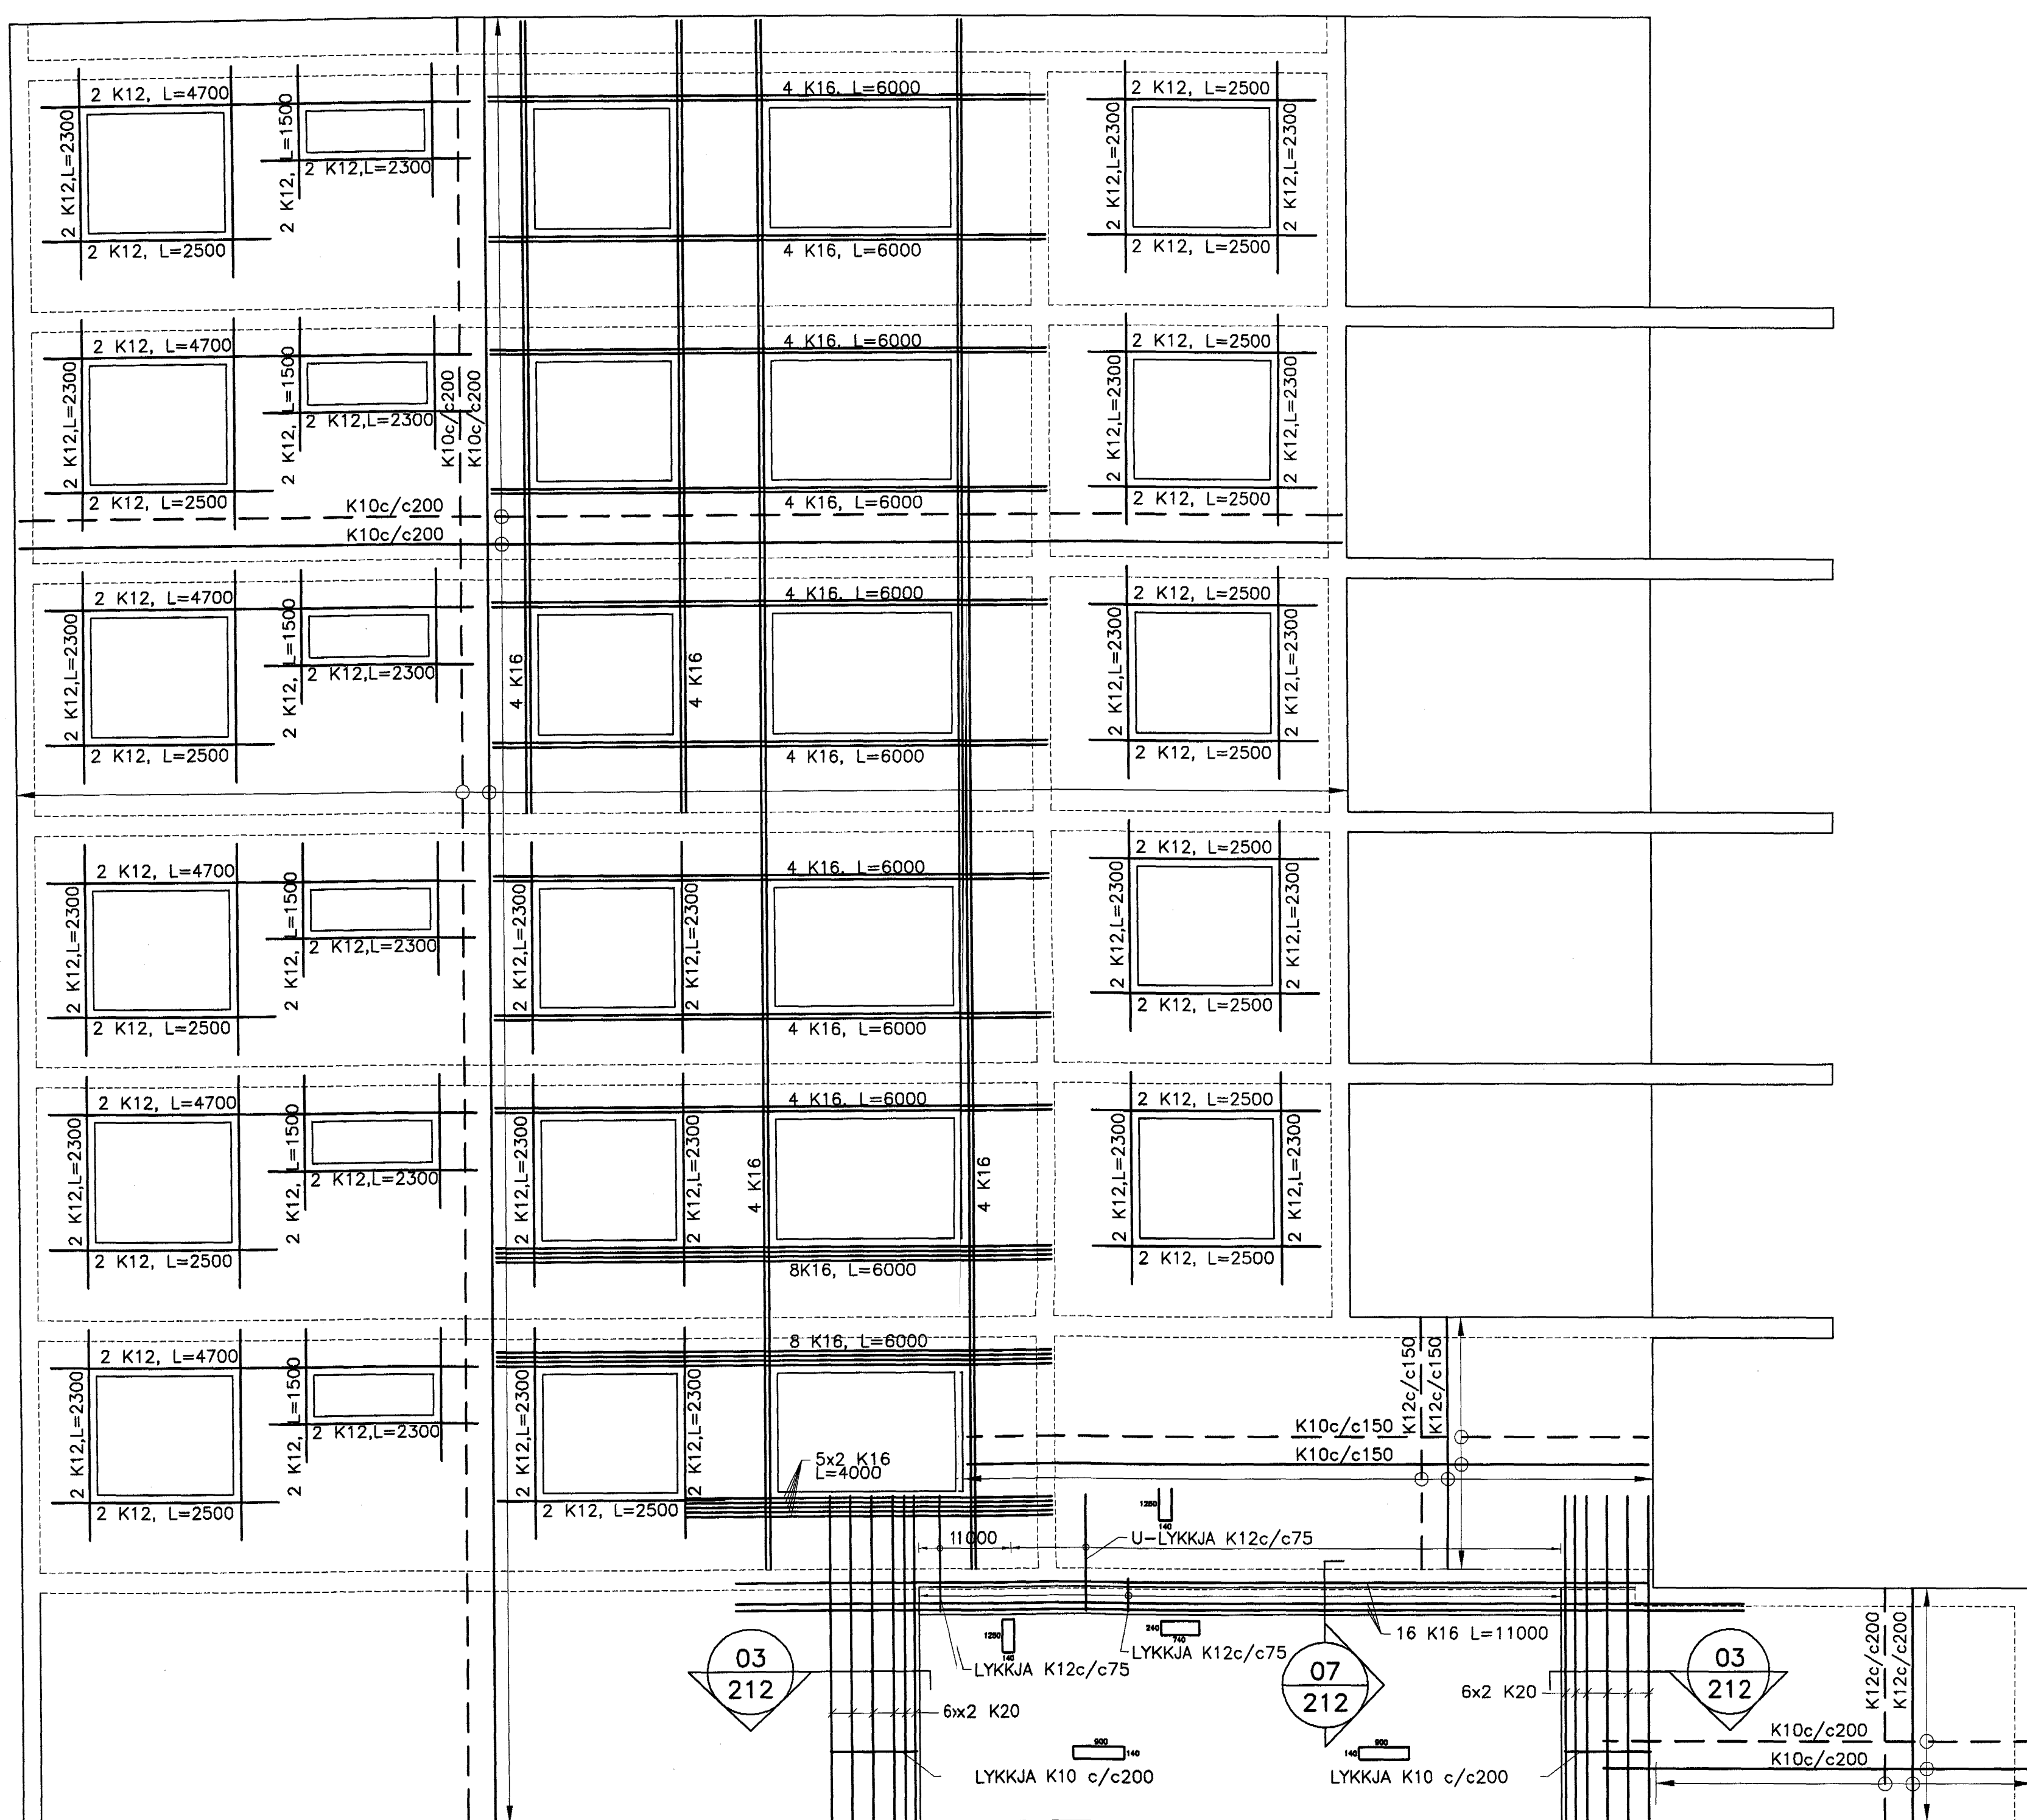 2 K12, L=4700
2 K12,L=2300
2 K12, L=1500
2 K12,L=2300
2 K12, L=2500
4 K16. L=6000
4 K16, L=6000
2 K12, L=2500
2 K12,L=2300
2 K12,L=2300
2 K12, L=2500
2 K12, L=4700
2 K12,L=2300
2 K12, L=1500
2 K12,L=2300
2 K12, L=2500
K10c/c200
K10c/c200
4 K16. L=6000
4 K16, L=6000
2 K12, L=2500
2 K12,L=2300
2 K12,L=2300
2 K12, L=2500
K10c/c200
K10c/c200
2 K12, L=4700
2 K12,L=2300
2 K12, L=1500
2 K12,L=2300
2 K12, L=2500
4 K16
4 K16
4 K16. L=6000
4 K16, L=6000
2 K12, L=2500
2 K12,L=2300
2 K12,L=2300
2 K12, L=2500
2 K12, L=4700
2 K12,L=2300
2 K12, L=1500
2 K12,L=2300
2 K12, L=2500
2 K12,L=2300
2 K12,L=2300
4 K16. L=6000
4 K16, L=6000
2 K12, L=2500
2 K12,L=2300
2 K12,L=2300
2 K12, L=2500
2 K12, L=4700
2 K12,L=2300
2 K12, L=1500
2 K12,L=2300
2 K12, L=2500
2 K12,L=2300
2 K12,L=2300
4 K16. L=6000
4 K16
4 K16
8K16, L=6000
2 K12, L=2500
2 K12,L=2300
2 K12,L=2300
2 K12, L=2500
2 K12, L=4700
2 K12,L=2300
2 K12, L=1500
2 K12,L=2300
2 K12, L=2500
2 K12,L=2300
2 K12,L=2300
2 K12, L=2500
8 K16, L=6000
5x2 K16
L=4000
K12c/c150
K12c/c150
K10c/c150
K10c/c150
1280
140
11000
U-LYKKJA K12c/c75
1280
140
240
740
LYKKJA K12c/c75
LYKKJA K12c/c75
16 K16 L=11000
03
212
07
212
03
212
6x2 K20
6x2 K20
K12c/c200
K12c/c200
K10c/c200
K10c/c200
900
140
LYKKJA K10 c/c200
900
140
LYKKJA K10 c/c200